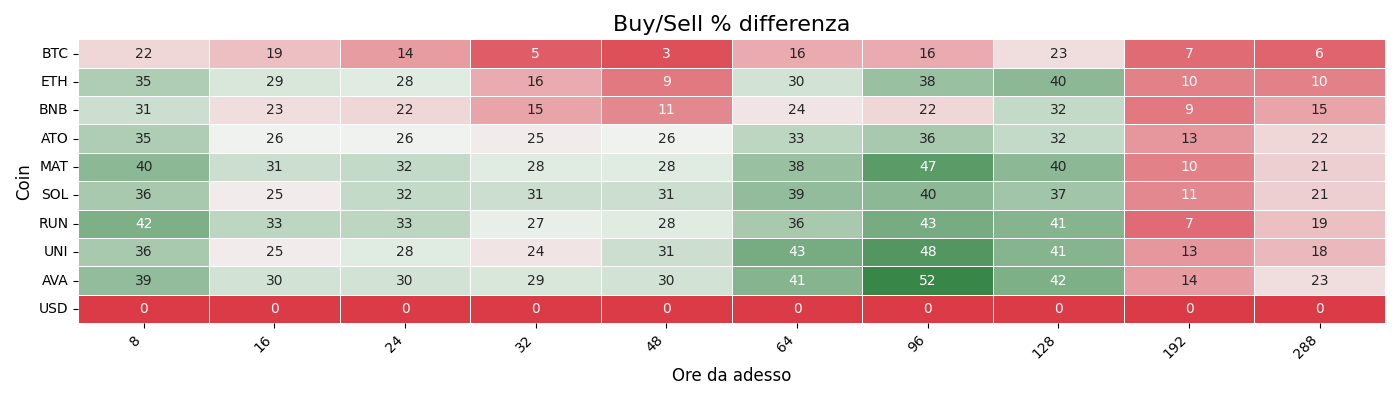 Buy/Sell % differenza
Coin
BTC 22 19 14 5 3 16 16 23 7 6
ETH 35 29 28 16 9 30 38 40 10 10
BNB 31 23 22 15 11 24 22 32 9 15
ATO 35 26 26 25 26 33 36 32 13 22
MAT 40 31 32 28 28 38 47 40 10 21
SOL 36 25 32 31 31 39 40 37 11 21
RUN 42 33 33 27 28 36 43 41 7 19
UNI 36 25 28 24 31 43 48 41 13 18
AVA 39 30 30 29 30 41 52 42 14 23
USD 0 0 0 0 0 0 0 0 0 0
8 16 24 32 48 64 96 128 192 288
Ore da adesso